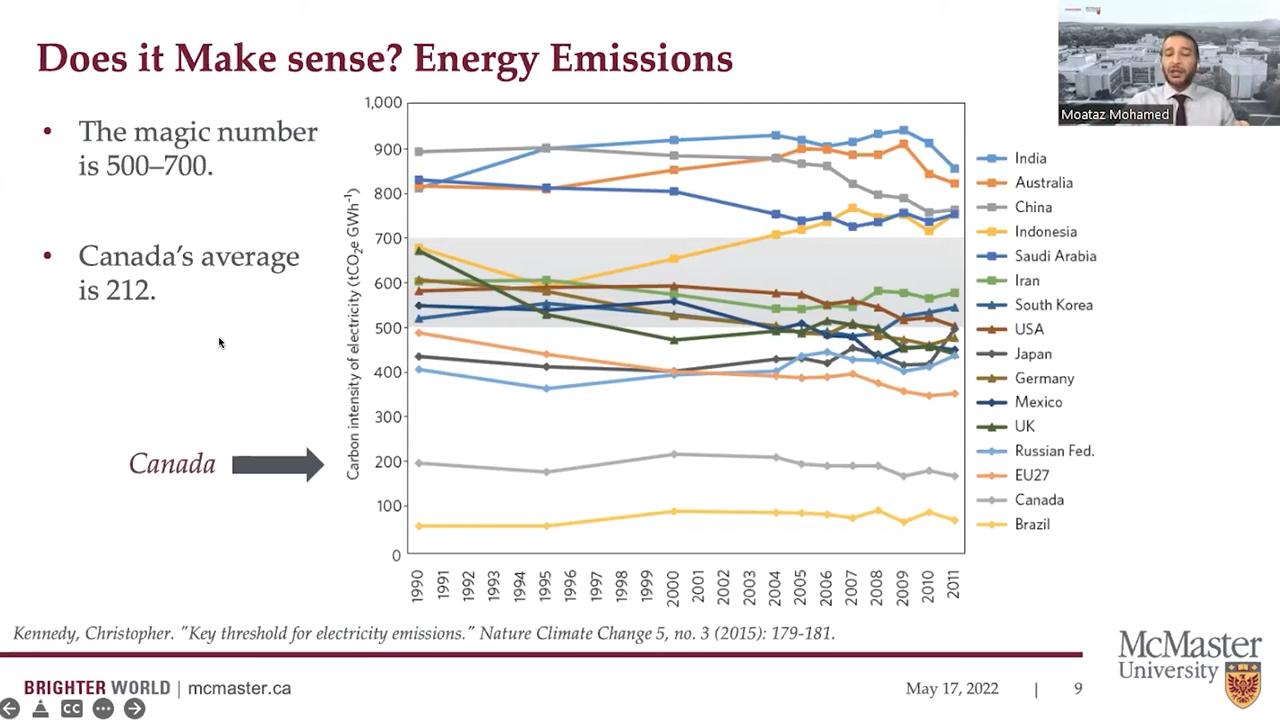 Does it Make sense? Energy Emissions
Moataz Mohamed
• The magic number
is 500–700.
• Canada's average
is 212.
Canada
Carbon intensity of electricity (tCO₂e GWh⁻¹)
1,000
900
800
700
600
500
400
300
200
100
0
1990
1991
1992
1993
1994
1995
1996
1997
1998
1999
2000
2001
2002
2003
2004
2005
2006
2007
2008
2009
2010
2011
India
Australia
China
Indonesia
Saudi Arabia
Iran
South Korea
USA
Japan
Germany
Mexico
UK
Russian Fed.
EU27
Canada
Brazil
Kennedy, Christopher. "Key threshold for electricity emissions." Nature Climate Change 5, no. 3 (2015): 179-181.
BRIGHTER WORLD | mcmaster.ca
May 17, 2022 | 9
McMaster
University
CC